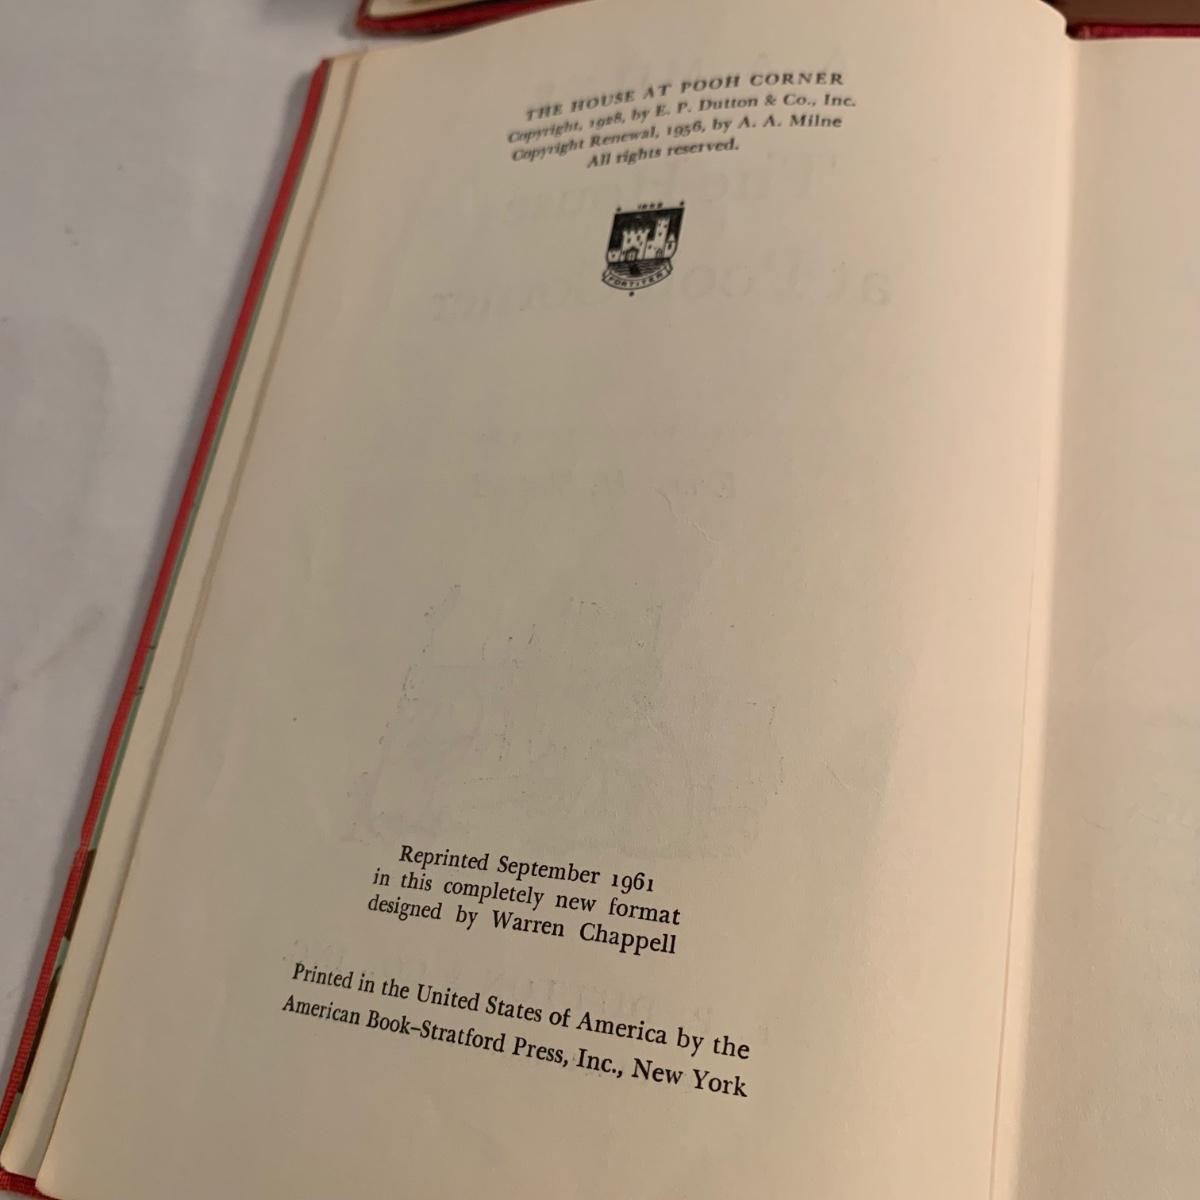 THE HOUSE AT POOH CORNER
Copyright, 1928, by E. P. Dutton & Co., Inc.
Copyright Renewal, 1956, by A. A. Milne
All rights reserved.
FORTITER
Reprinted September 1961
in this completely new format
designed by Warren Chappell
Printed in the United States of America by the
American Book–Stratford Press, Inc., New York